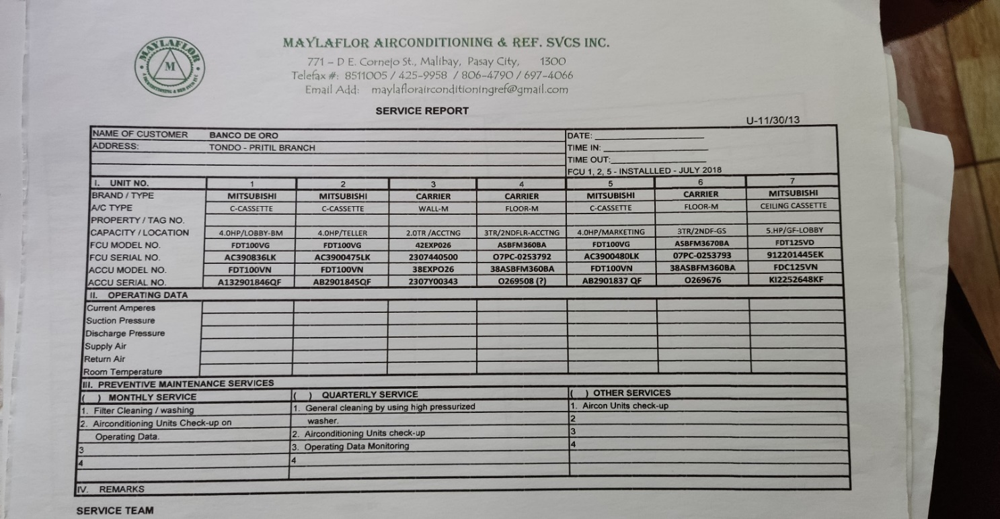 MAYLAFLOR
M
MAYLAFLOR AIRCONDITIONING & REF. SVCS INC.
771 – D E. Cornejo St., Malibay, Pasay City, 1300
Telefax #: 8511005 / 425-9958 / 806-4790 / 697-4066
Email Add: maylaflorairconditioningref@gmail.com
SERVICE REPORT
U-11/30/13
NAME OF CUSTOMER BANCO DE ORO DATE:
ADDRESS: TONDO - PRITIL BRANCH TIME IN:
TIME OUT:
FCU 1, 2, 5 - INSTALLLED - JULY 2018
I. UNIT NO. 1 2 3 4 5 6 7
BRAND / TYPE MITSUBISHI MITSUBISHI CARRIER CARRIER MITSUBISHI CARRIER MITSUBISHI
A/C TYPE C-CASSETTE C-CASSETTE WALL-M FLOOR-M C-CASSETTE FLOOR-M CEILING CASSETTE
PROPERTY / TAG NO.
CAPACITY / LOCATION 4.0HP/LOBBY-BM 4.0HP/TELLER 2.0TR /ACCTNG 3TR/2NDFLR-ACCTNG 4.0HP/MARKETING 3TR/2NDF-GS 5.HP/GF-LOBBY
FCU MODEL NO. FDT100VG FDT100VG 42EXP026 ASBFM360BA FDT100VG ASBFM3670BA FDT125VD
FCU SERIAL NO. AC390836LK AC3900475LK 2307440500 O7PC-0253792 AC3900480LK 07PC-0253793 912201445EK
ACCU MODEL NO. FDT100VN FDT100VN 38EXPO26 38ASBFM360BA FDT100VN 38ASBFM360BA FDC125VN
ACCU SERIAL NO. A132901846QF AB2901845QF 2307Y00343 O269508 (?) AB2901837 QF O269676 KI2252648KF
II. OPERATING DATA
Current Amperes
Suction Pressure
Discharge Pressure
Supply Air
Return Air
Room Temperature
III. PREVENTIVE MAINTENANCE SERVICES
( ) MONTHLY SERVICE ( ) QUARTERLY SERVICE ( ) OTHER SERVICES
1. Filter Cleaning / washing 1. General cleaning by using high pressurized 1. Aircon Units check-up
2. Airconditioning Units Check-up on washer. 2
Operating Data. 2. Airconditioning Units check-up 3
3 3. Operating Data Monitoring 4
4 4
IV. REMARKS
SERVICE TEAM